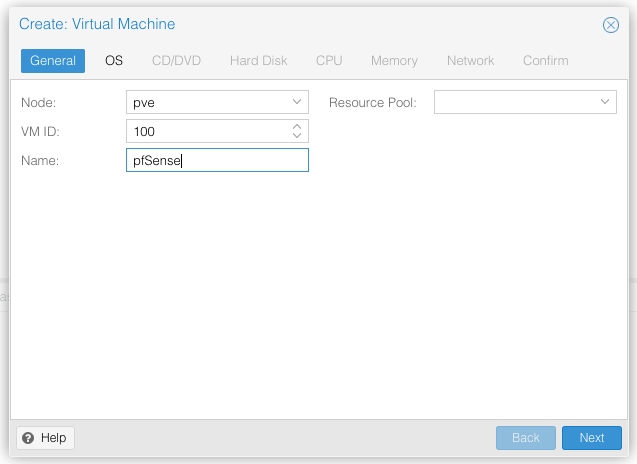 Create: Virtual Machine
General OS CD/DVD Hard Disk CPU Memory Network Confirm
Node: pve Resource Pool:
VM ID: 100
Name: pfSense
Help Back Next